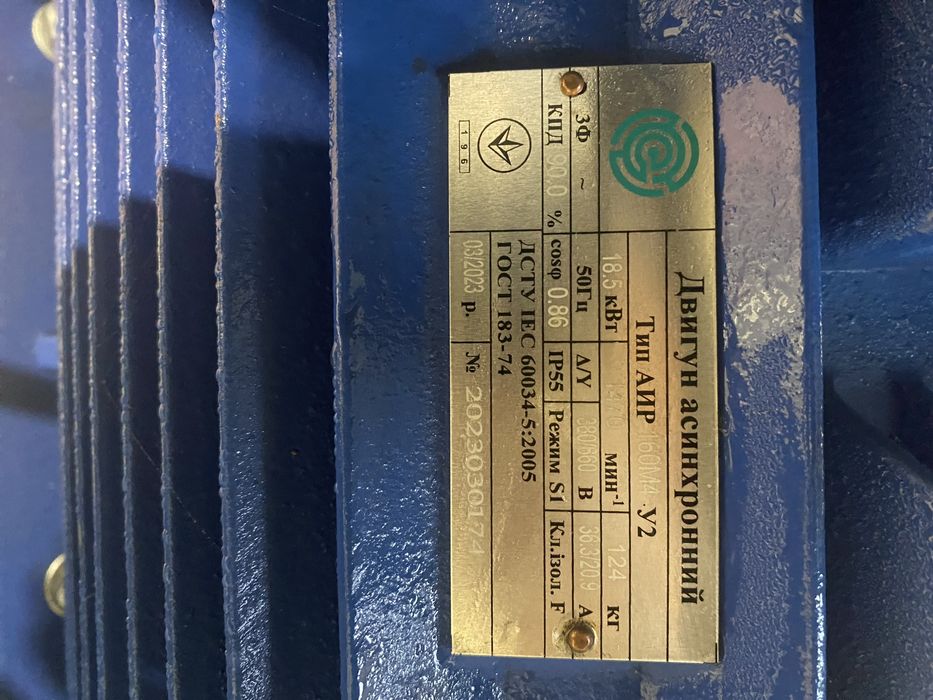 Двигун асинхронний
Тип АИР 160М4 У2
18.5 кВт 1470 мин⁻¹ 124 кг
3Ф ~ 50Гц Δ/Y 380/660 В 36.3/20.9 А
КПД 90.0 % cosφ 0.86 IP55 Режим S1 Кл.ізол. F
ДСТУ IEC 60034-5:2005
ГОСТ 183-74
196
03/2023 р. № 2023030174